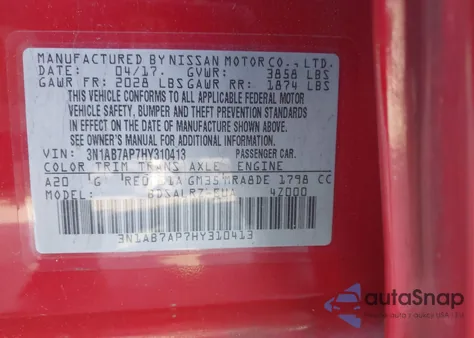 MANUFACTURED BY NISSAN MOTOR CO., LTD.
DATE: 04/17. GVWR: 3858 LBS
GAWR FR: 2028 LBS GAWR RR: 1874 LBS
THIS VEHICLE CONFORMS TO ALL APPLICABLE FEDERAL MOTOR
VEHICLE SAFETY, BUMPER AND THEFT PREVENTION STANDARDS
IN EFFECT ON THE DATE OF MANUFACTURE SHOWN ABOVE.
SEE OWNER'S MANUAL FOR ADDITIONAL INFORMATION.
VIN: 3N1AB7AP7HY310413 PASSENGER CAR.
COLOR TRIM TRANS AXLE ENGINE
A20 G GM35 MRA8DE 1798 CC
MODEL: 47000
3N1AB7AP7HY310413
autaSnap